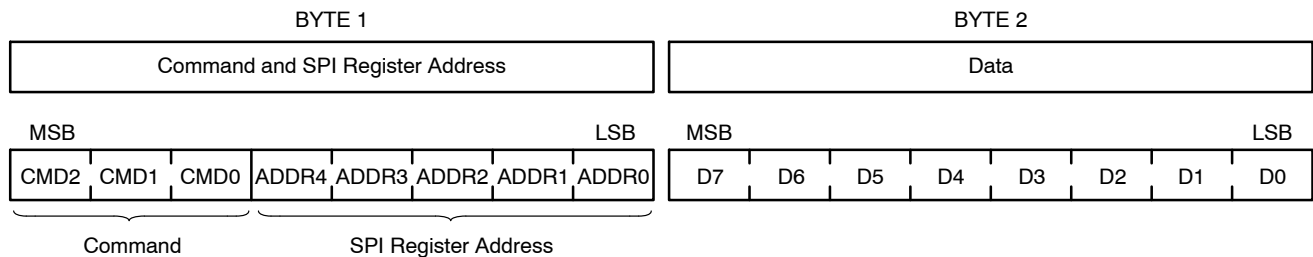 BYTE 1 BYTE 2
Command and SPI Register Address Data
MSB LSB MSB LSB
CMD2 CMD1 CMD0 ADDR4 ADDR3 ADDR2 ADDR1 ADDR0 D7 D6 D5 D4 D3 D2 D1 D0
Command SPI Register Address